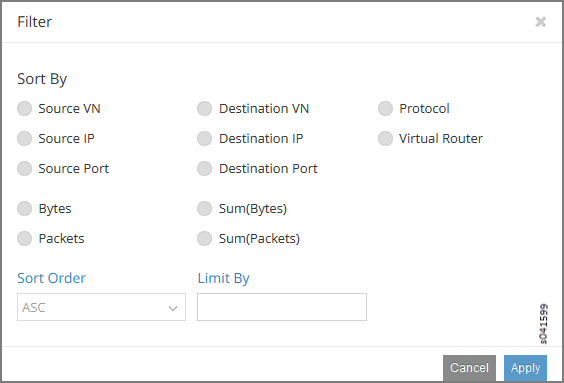 Filter ×
Sort By
Source VN Destination VN Protocol
Source IP Destination IP Virtual Router
Source Port Destination Port
Bytes Sum(Bytes)
Packets Sum(Packets)
Sort Order Limit By
ASC
s041599
Cancel Apply